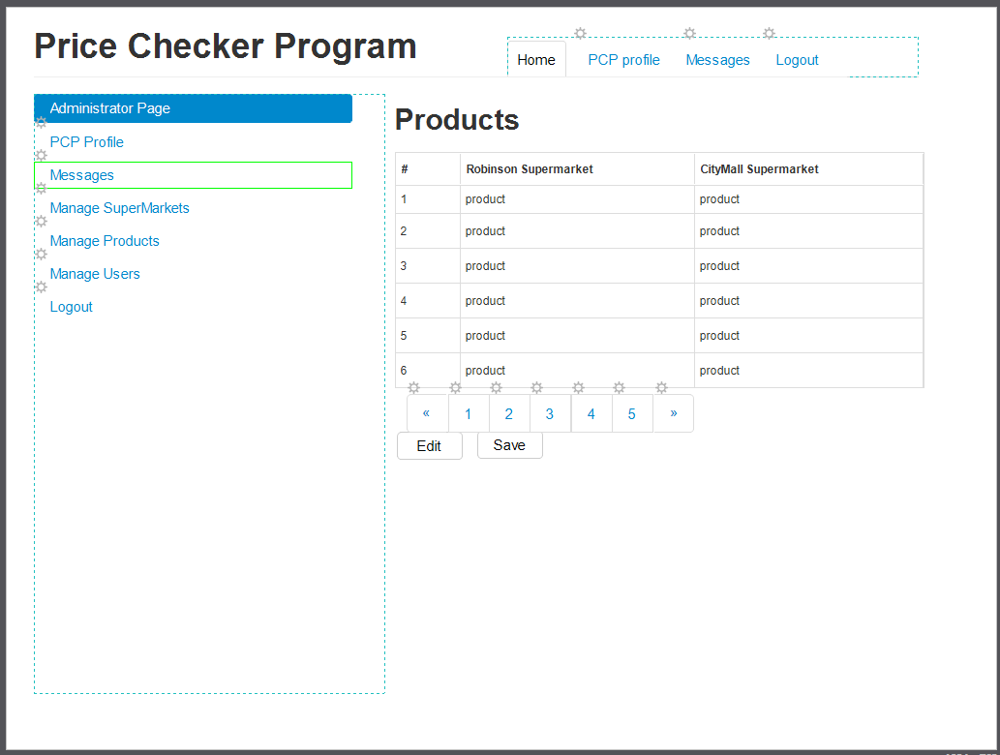 Price Checker Program
Home PCP profile Messages Logout
Administrator Page
PCP Profile
Messages
Manage SuperMarkets
Manage Products
Manage Users
Logout
Products
# Robinson Supermarket CityMall Supermarket
1 product product
2 product product
3 product product
4 product product
5 product product
6 product product
« 1 2 3 4 5 »
Edit Save